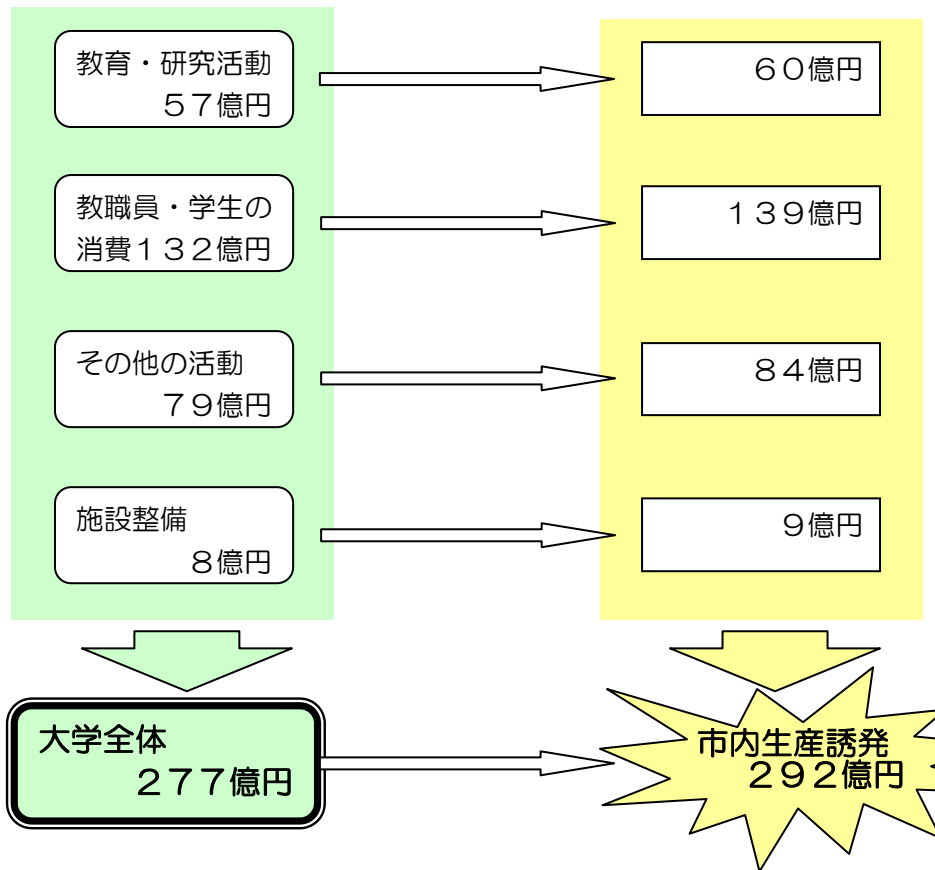 教育・研究活動
５７億円
６０億円
教職員・学生の
消費１３２億円
１３９億円
その他の活動
７９億円
８４億円
施設整備
８億円
９億円
大学全体
２７７億円
市内生産誘発
２９２億円